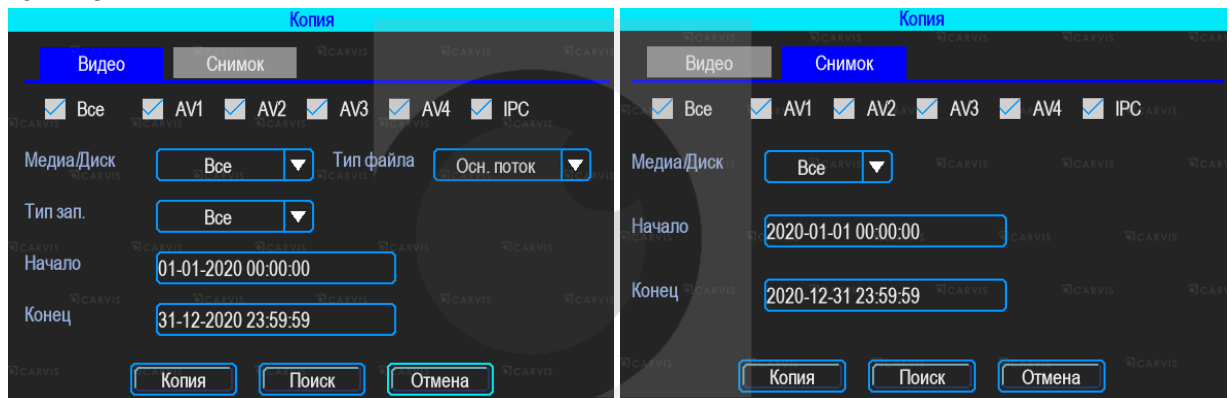 Копия
Видео Снимок
Все AV1 AV2 AV3 AV4 IPC
Медиа/Диск Все Тип файла Осн. поток
Тип зап. Все
Начало 01-01-2020 00:00:00
Конец 31-12-2020 23:59:59
Копия Поиск Отмена
Копия
Видео Снимок
Все AV1 AV2 AV3 AV4 IPC
Медиа/Диск Все
Начало 2020-01-01 00:00:00
Конец 2020-12-31 23:59:59
Копия Поиск Отмена
CARVIS